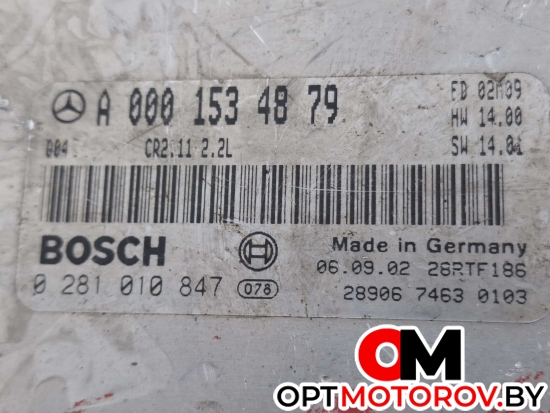 A 000 153 48 79
FD 02M09
HW 14.00
SW 14.01
004
CR2.11 2.2L
BOSCH
Made in Germany
06.09.02 26RTF186
0 281 010 847 078
28906 7463 0103
OM
OPTMOTOROV.BY